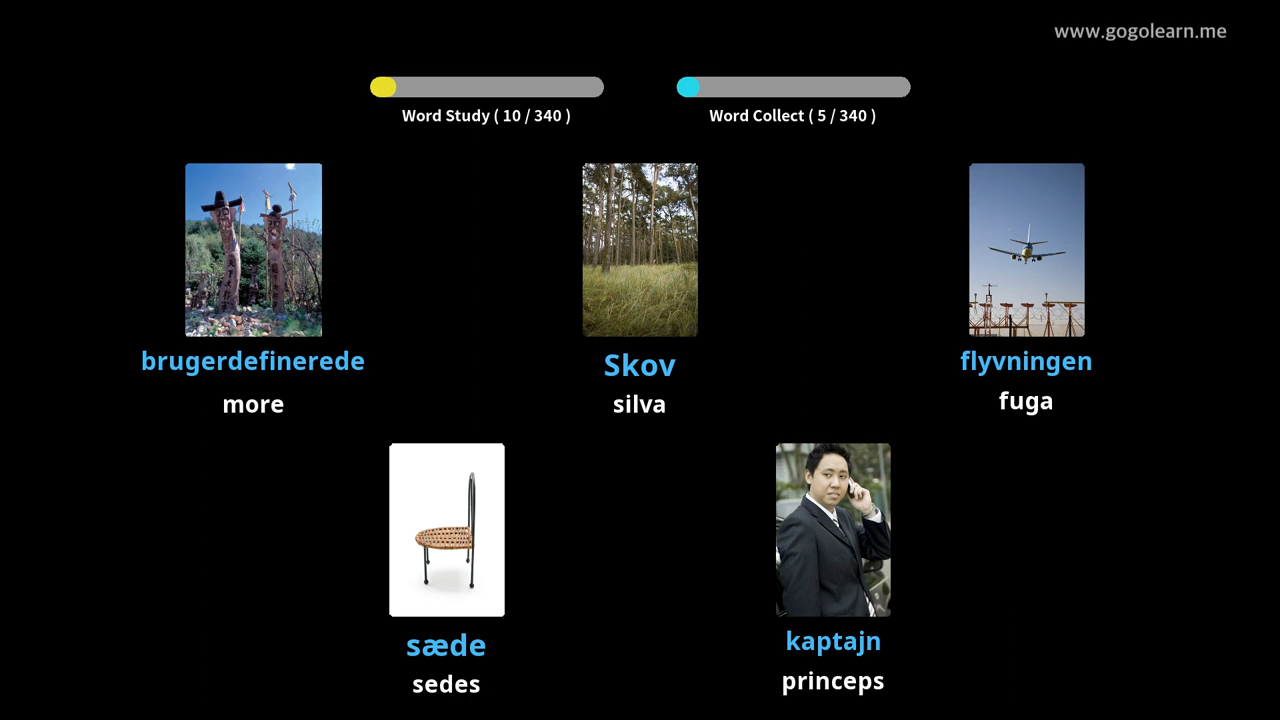 www.gogolearn.me
Word Study ( 10 / 340 )
Word Collect ( 5 / 340 )
brugerdefinerede
more
Skov
silva
flyvningen
fuga
sæde
sedes
kaptajn
princeps